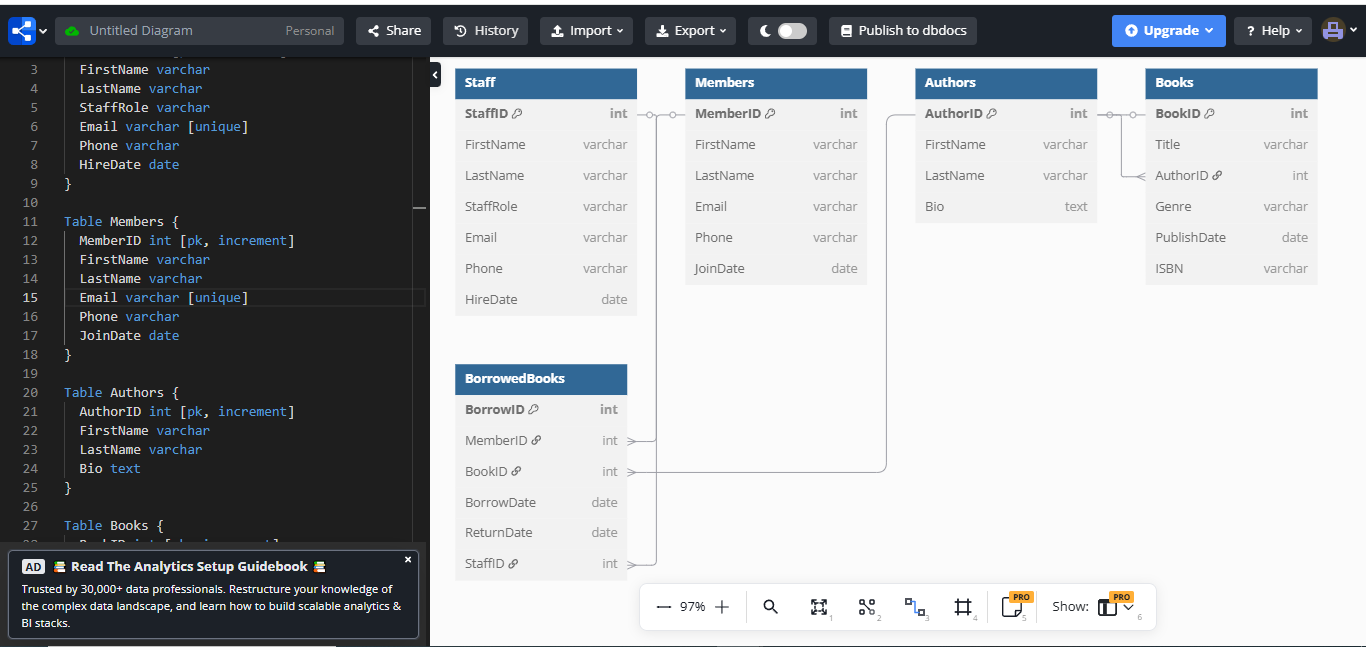 Untitled Diagram Personal Share History Import Export Publish to dbdocs Upgrade ? Help
3 FirstName varchar
4 LastName varchar
5 StaffRole varchar
6 Email varchar [unique]
7 Phone varchar
8 HireDate date
9 }
10
11 Table Members {
12 MemberID int [pk, increment]
13 FirstName varchar
14 LastName varchar
15 Email varchar [unique]
16 Phone varchar
17 JoinDate date
18 }
19
20 Table Authors {
21 AuthorID int [pk, increment]
22 FirstName varchar
23 LastName varchar
24 Bio text
25 }
26
27 Table Books {
AD Read The Analytics Setup Guidebook
Trusted by 30,000+ data professionals. Restructure your knowledge of
the complex data landscape, and learn how to build scalable analytics &
BI stacks.
Staff
StaffID int
FirstName varchar
LastName varchar
StaffRole varchar
Email varchar
Phone varchar
HireDate date
Members
MemberID int
FirstName varchar
LastName varchar
Email varchar
Phone varchar
JoinDate date
Authors
AuthorID int
FirstName varchar
LastName varchar
Bio text
Books
BookID int
Title varchar
AuthorID int
Genre varchar
PublishDate date
ISBN varchar
BorrowedBooks
BorrowID int
MemberID int
BookID int
BorrowDate date
ReturnDate date
StaffID int
97% 1 2 3 4 PRO 5 Show: PRO 6